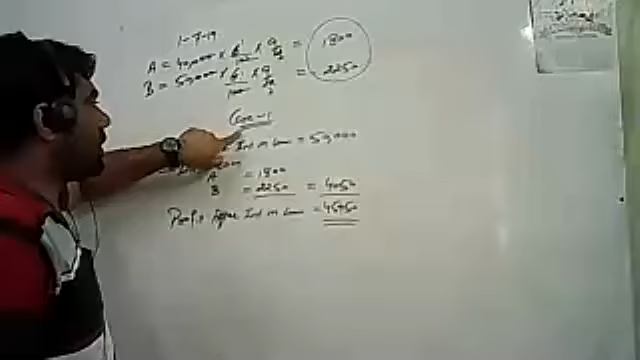 1-7-19
A = 40,000 × 6/100 × 9/12 = 1800
B = 50,000 × 6/100 × 9/12 = 2250
Case-1
Int on Loan = 50,000
A = 1800
B = 2250 = 4050
Profit After Int on Loan = 45950